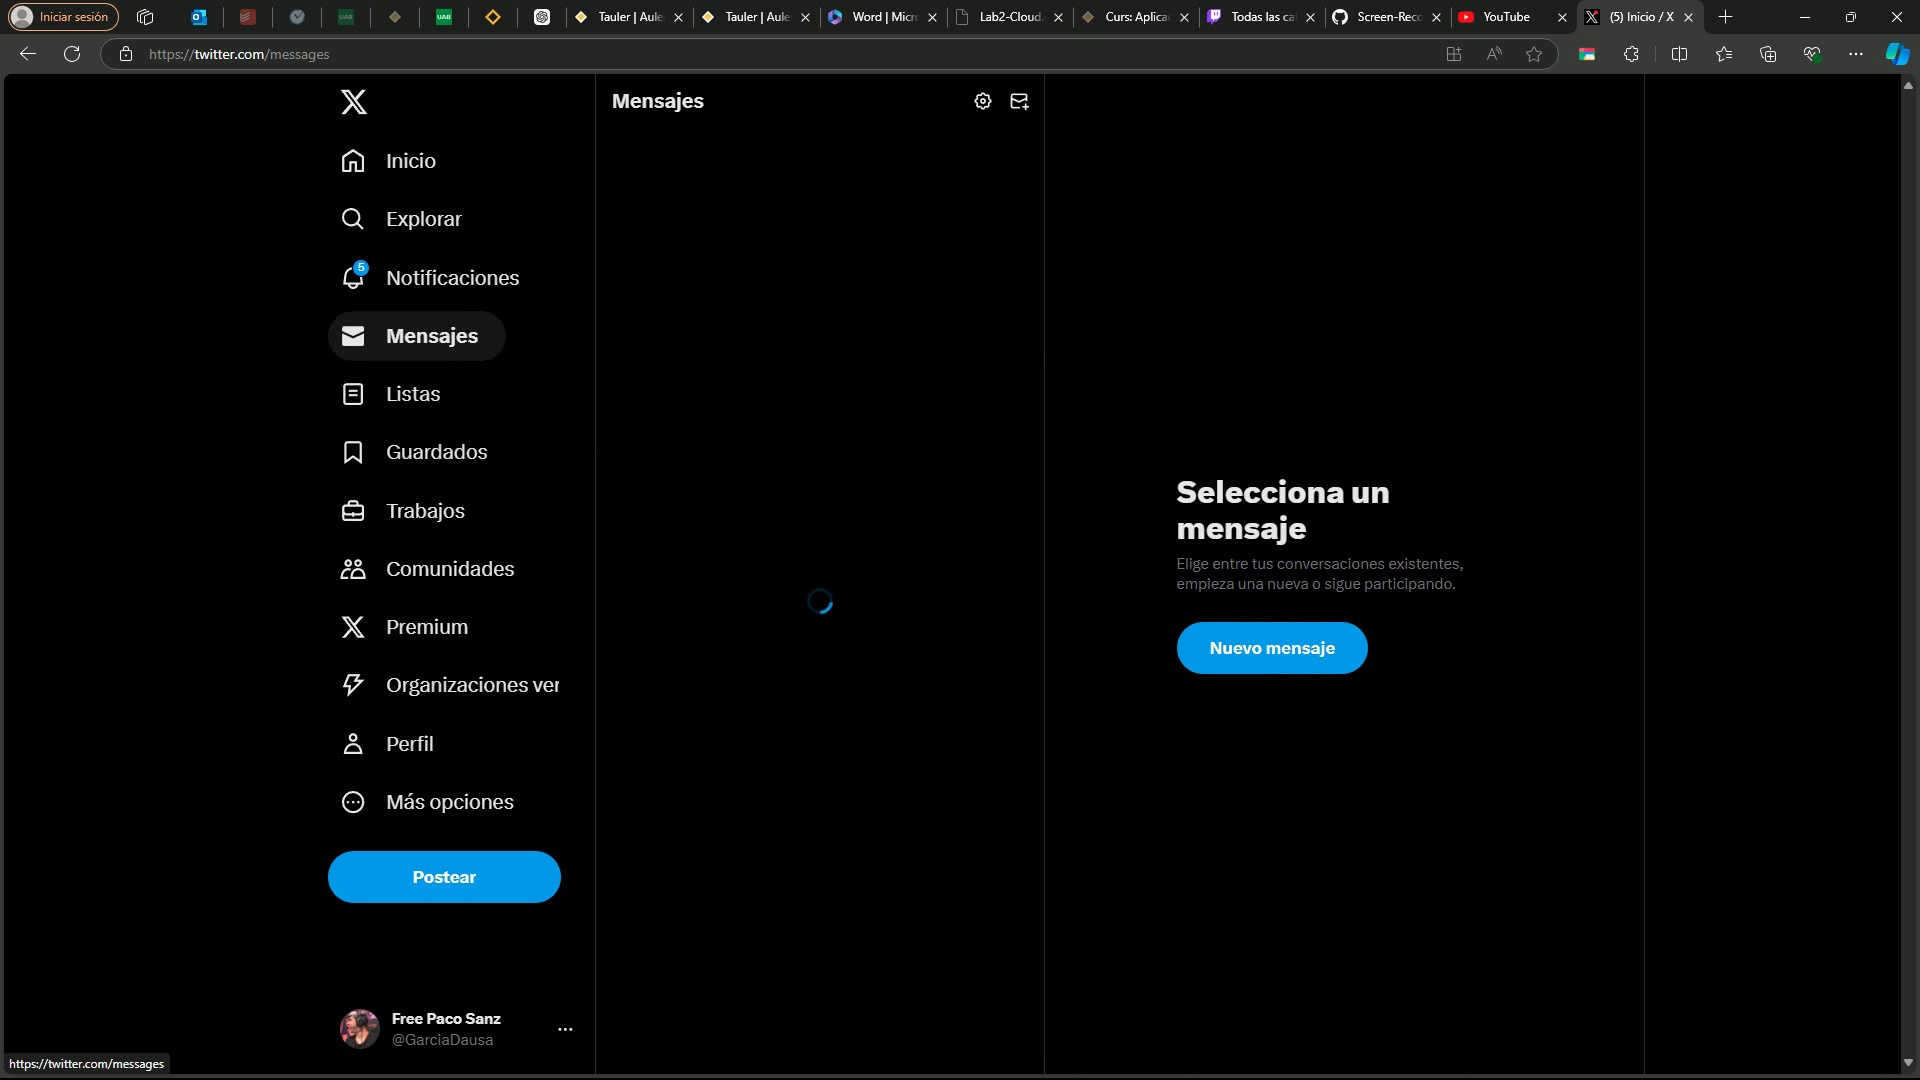 Iniciar sesión
UAB
UAB
Tauler | Aule
Tauler | Aule
Word | Micr
Lab2-Cloud.
Curs: Aplica
Todas las ca
Screen-Reco
YouTube
(5) Inicio / X
https://twitter.com/messages
Mensajes
Inicio
Explorar
5
Notificaciones
Mensajes
Listas
Guardados
Trabajos
Comunidades
Premium
Organizaciones ver
Perfil
Más opciones
Postear
Selecciona un
mensaje
Elige entre tus conversaciones existentes,
empieza una nueva o sigue participando.
Nuevo mensaje
Free Paco Sanz
@GarciaDausa
https://twitter.com/messages